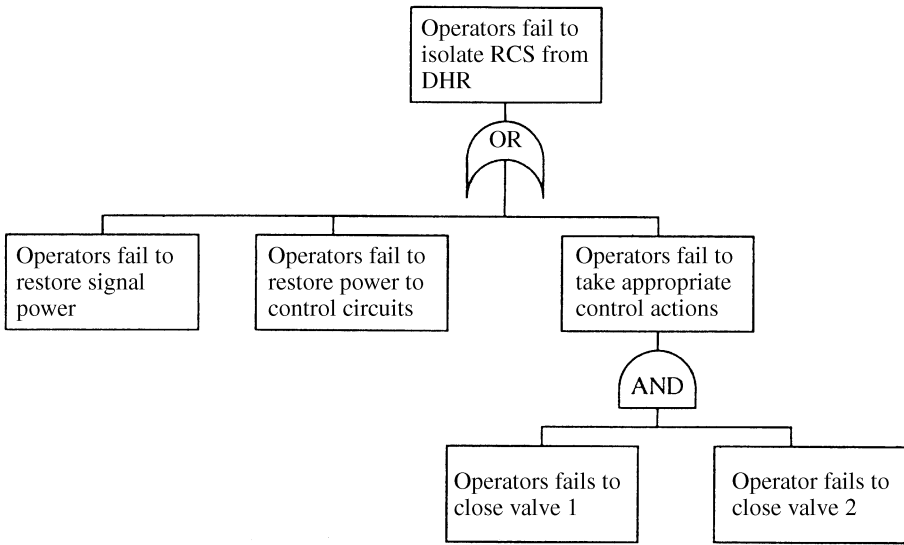 Operators fail to
isolate RCS from
DHR
OR
Operators fail to
restore signal
power
Operators fail to
restore power to
control circuits
Operators fail to
take appropriate
control actions
AND
Operators fails to
close valve 1
Operator fails to
close valve 2